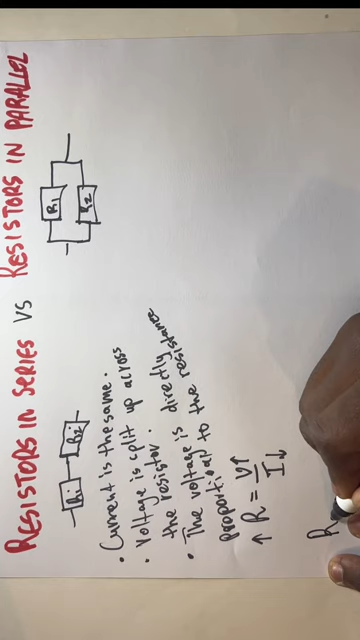 RESISTORS IN SERIES VS RESISTORS IN PARALLEL
R1 R2
R1
R2
• Current is the same.
• Voltage is split up across
the resistor.
• The voltage is directly
proportional to the resistance
↑ R = V↑
I↓
R